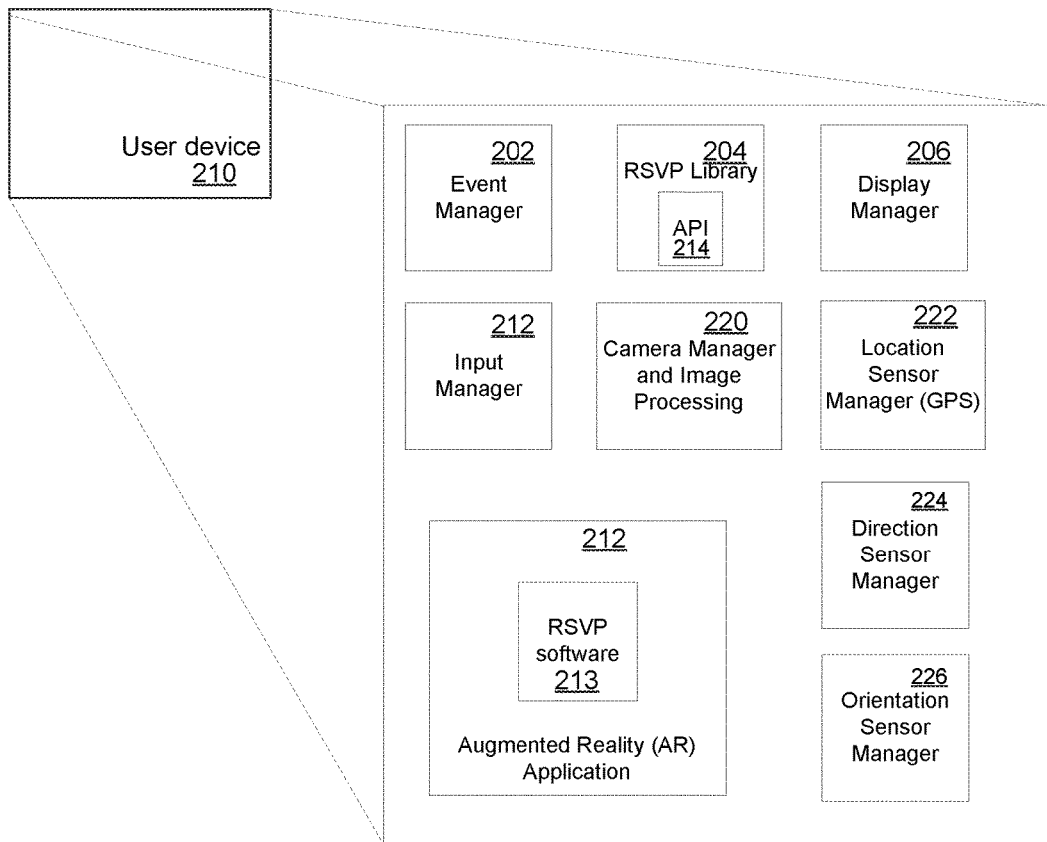 User device
210
202
Event
Manager
204
RSVP Library
API
214
206
Display
Manager
212
Input
Manager
220
Camera Manager
and Image
Processing
222
Location
Sensor
Manager (GPS)
224
Direction
Sensor
Manager
212
RSVP
software
213
Augmented Reality (AR)
Application
226
Orientation
Sensor
Manager